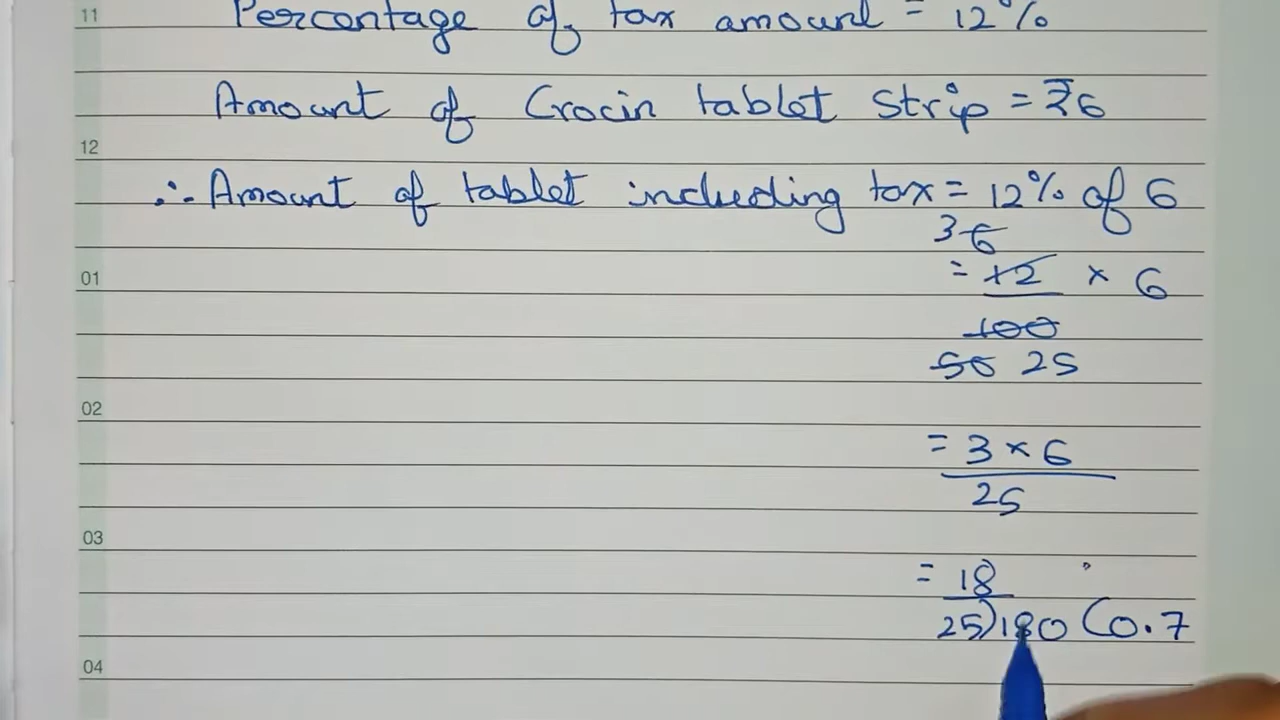 11 Percentage of tax amount = 12%
Amount of Crocin tablet Strip = ₹6
12
∴ Amount of tablet including tax = 12% of 6
3 6
01 = 12 × 6
100
50 25
02
= 3 × 6
25
03
= 18
25)180(0.7
04